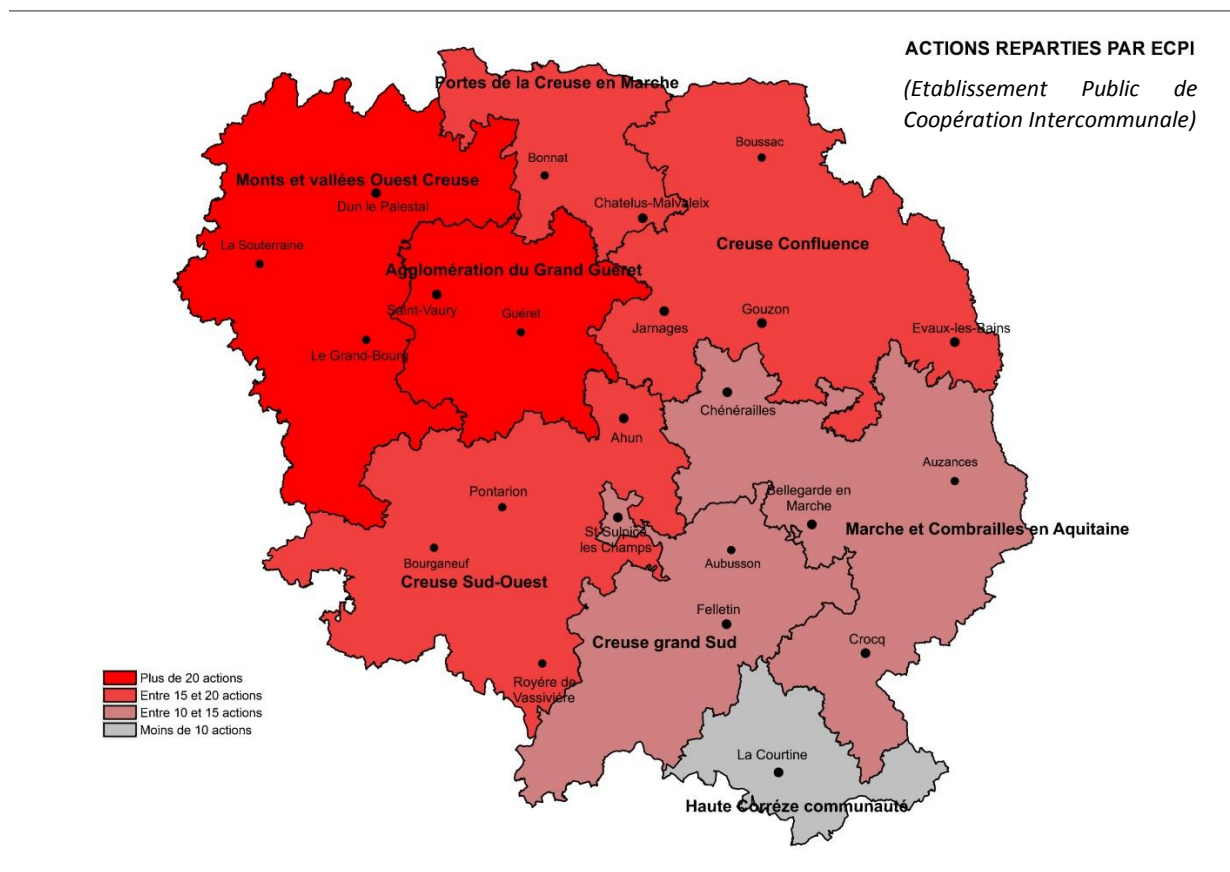 ACTIONS REPARTIES PAR ECPI
(Etablissement Public de
Coopération Intercommunale)
Portes de la Creuse en Marche
Boussac
Bonnat
Monts et vallées Ouest Creuse
Dun le Palestal
Chatelus-Malvaleix
La Souterraine
Creuse Confluence
Agglomération du Grand Guéret
Saint-Vaury
Guéret
Jarnages
Gouzon
Evaux-les-Bains
Le Grand-Bourg
Chénérailles
Ahun
Auzances
Pontarion
Bellegarde en
Marche
Marche et Combrailles en Aquitaine
St-Sulpice
les Champs
Bourganeuf
Aubusson
Creuse Sud-Ouest
Felletin
Creuse grand Sud
Crocq
Royére de
Vassiviére
Plus de 20 actions
Entre 15 et 20 actions
Entre 10 et 15 actions
Moins de 10 actions
La Courtine
Haute Corréze communauté